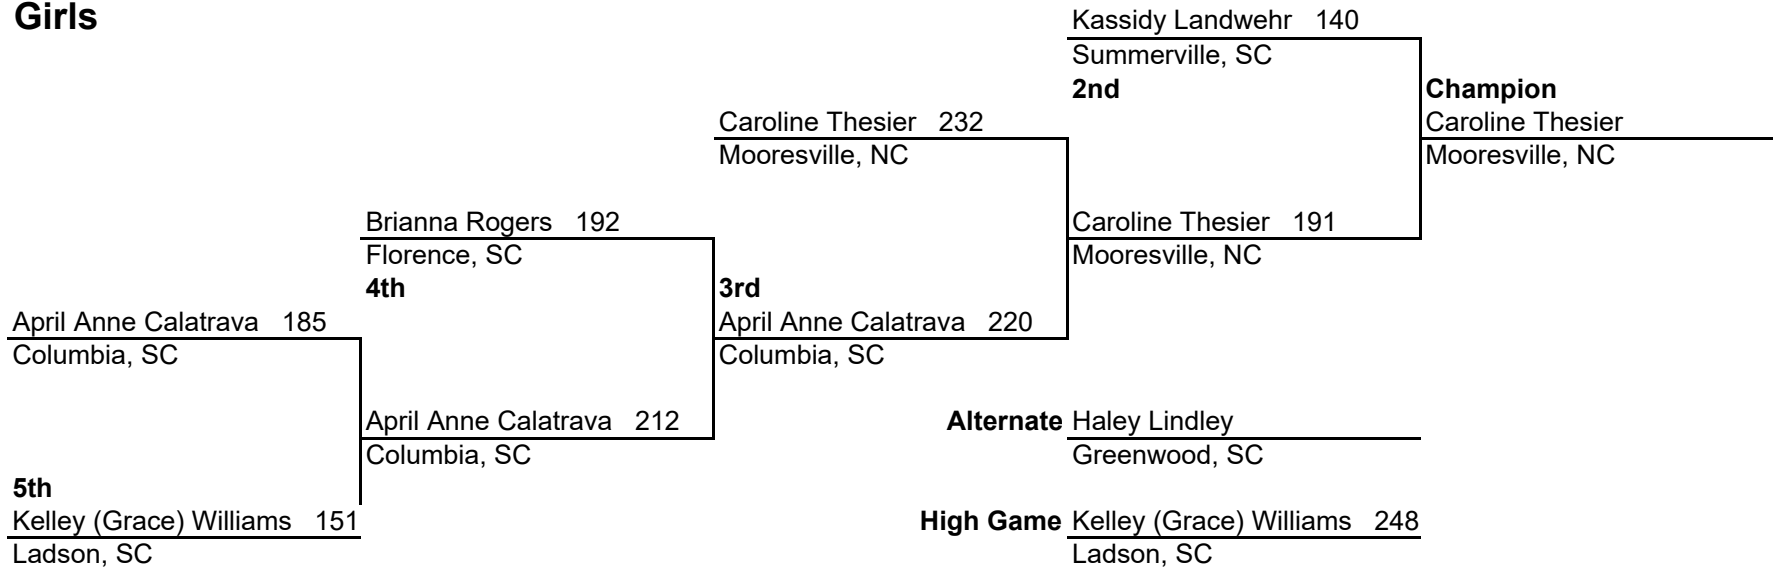 Girls
Kassidy Landwehr 140
Summerville, SC
2nd
Champion
Caroline Thesier 232
Caroline Thesier
Mooresville, NC
Mooresville, NC
Brianna Rogers 192
Caroline Thesier 191
Florence, SC
Mooresville, NC
4th
3rd
April Anne Calatrava 185
April Anne Calatrava 220
Columbia, SC
Columbia, SC
April Anne Calatrava 212
Alternate Haley Lindley
Columbia, SC
Greenwood, SC
5th
Kelley (Grace) Williams 151
High Game Kelley (Grace) Williams 248
Ladson, SC
Ladson, SC